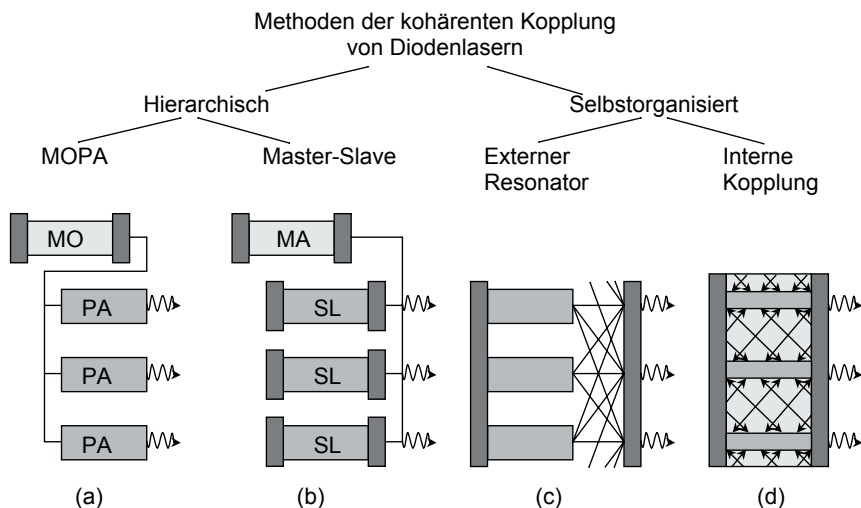 Methoden der kohärenten Kopplung
von Diodenlasern
Hierarchisch
Selbstorganisiert
MOPA
Master-Slave
Externer
Resonator
Interne
Kopplung
MO
MA
PA
SL
PA
SL
PA
SL
(a)
(b)
(c)
(d)